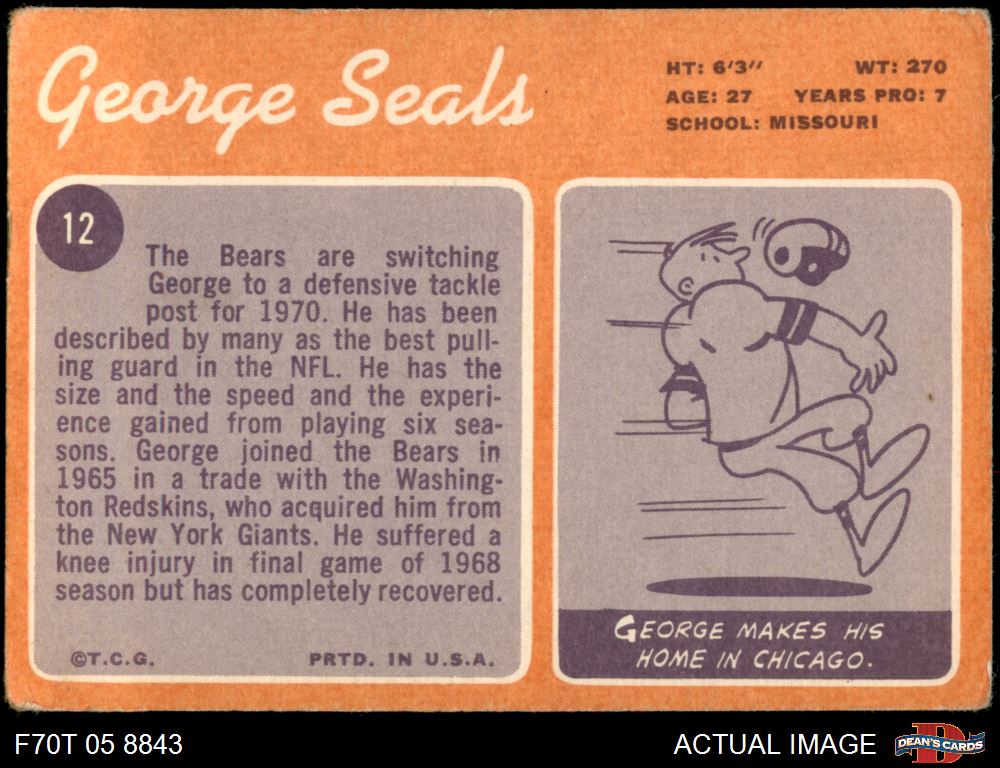 George Seals
HT: 6'3" WT: 270
AGE: 27 YEARS PRO: 7
SCHOOL: MISSOURI
12
The Bears are switching
George to a defensive tackle
post for 1970. He has been
described by many as the best pull-
ing guard in the NFL. He has the
size and the speed and the experi-
ence gained from playing six sea-
sons. George joined the Bears in
1965 in a trade with the Washing-
ton Redskins, who acquired him from
the New York Giants. He suffered a
knee injury in final game of 1968
season but has completely recovered.
©T.C.G. PRTD. IN U.S.A.
GEORGE MAKES HIS
HOME IN CHICAGO.
F70T 05 8843
ACTUAL IMAGE
D
DEAN'S CARDS